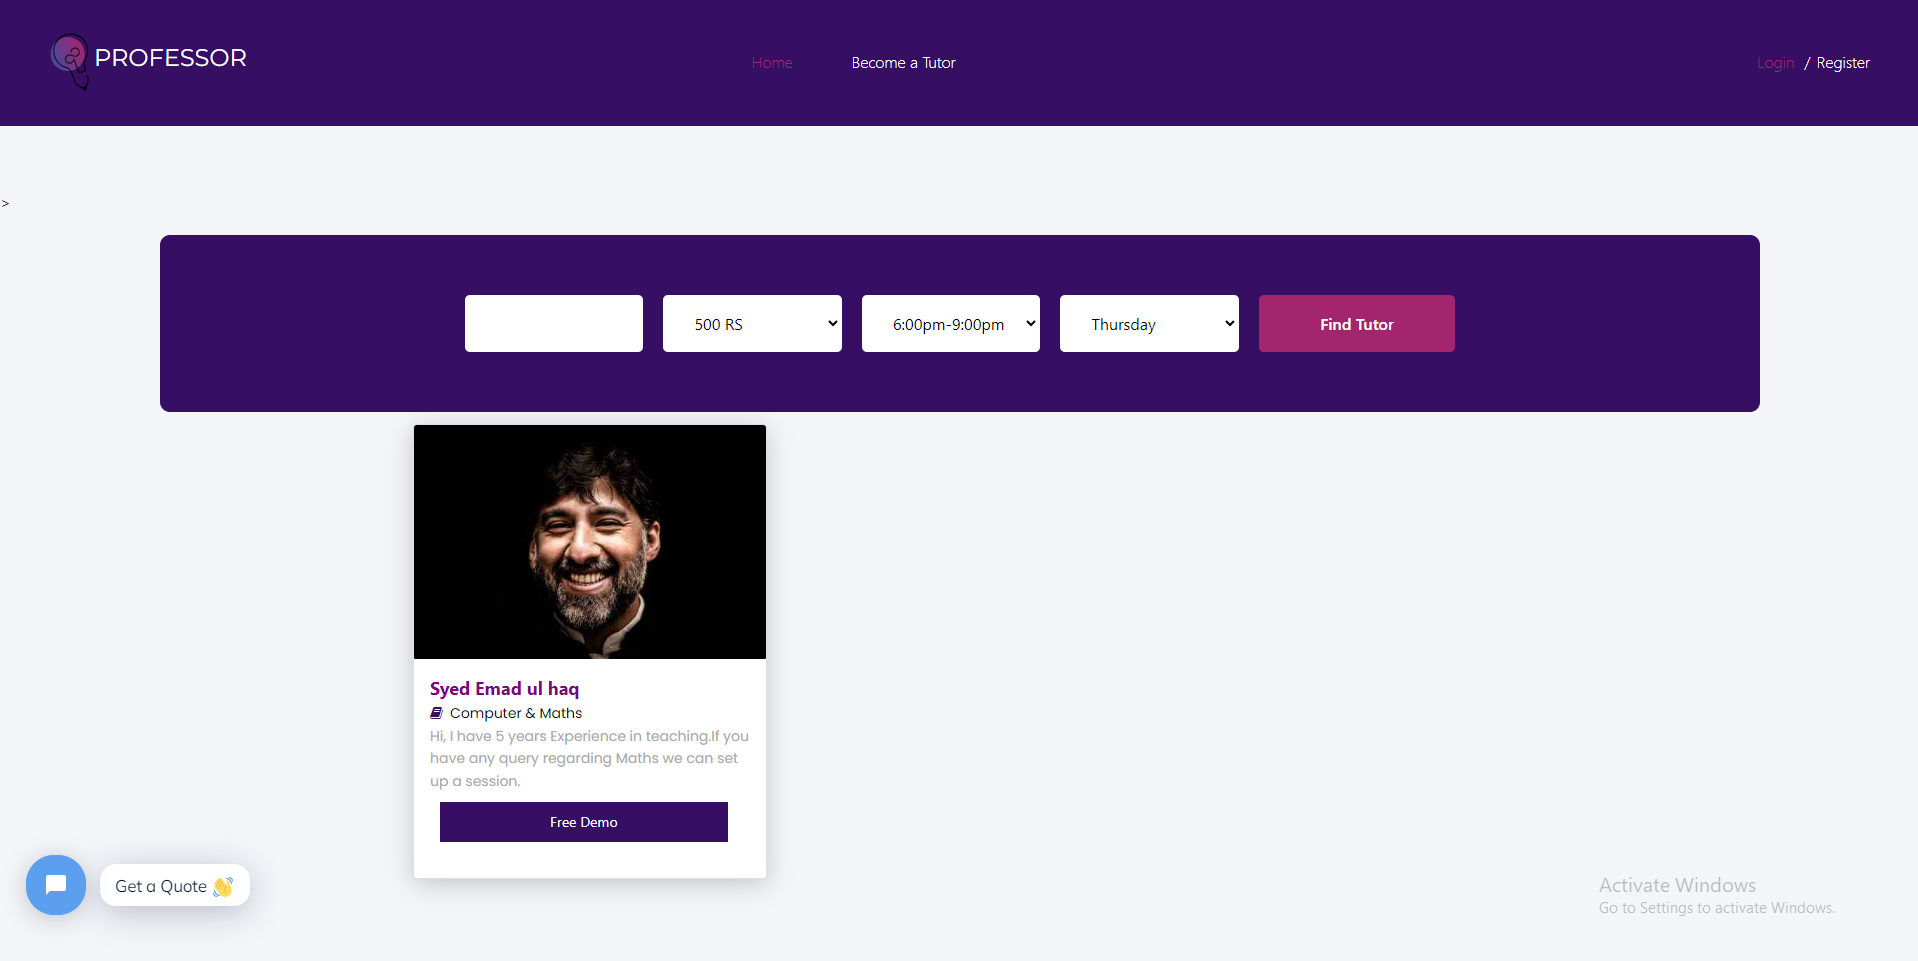 PROFESSOR
Home
Become a Tutor
Login / Register
>
500 RS
6:00pm-9:00pm
Thursday
Find Tutor
Syed Emad ul haq
Computer & Maths
Hi, I have 5 years Experience in teaching.If you
have any query regarding Maths we can set
up a session.
Free Demo
Get a Quote 👋
Activate Windows
Go to Settings to activate Windows.